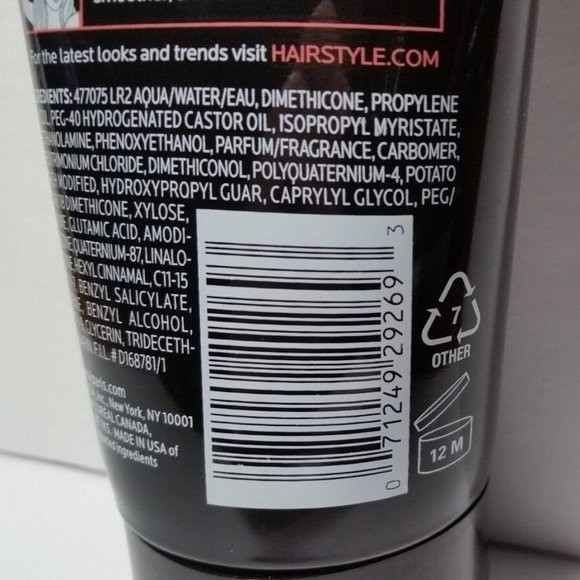 For the latest looks and trends visit HAIRSTYLE.COM
477075 LR2 AQUA/WATER/EAU, DIMETHICONE, PROPYLENE
PEG-40 HYDROGENATED CASTOR OIL, ISOPROPYL MYRISTATE,
PHENOXYETHANOL, PARFUM/FRAGRANCE, CARBOMER,
DIMETHICONOL, POLYQUATERNIUM-4, POTATO
MODIFIED, HYDROXYPROPYL GUAR, CAPRYLYL GLYCOL, PEG/
DIMETHICONE, XYLOSE,
GLUTAMIC ACID, AMODI-
QUATERNIUM-87, LINALO-
HEXYL CINNAMAL, C11-15
BENZYL SALICYLATE,
BENZYL ALCOHOL,
GLYCERIN, TRIDECETH-
F.I.L. # D168781/1
New York, NY 10001
CANADA,
MADE IN USA of
ingredients
0 71249 29269 3
7
OTHER
12 M